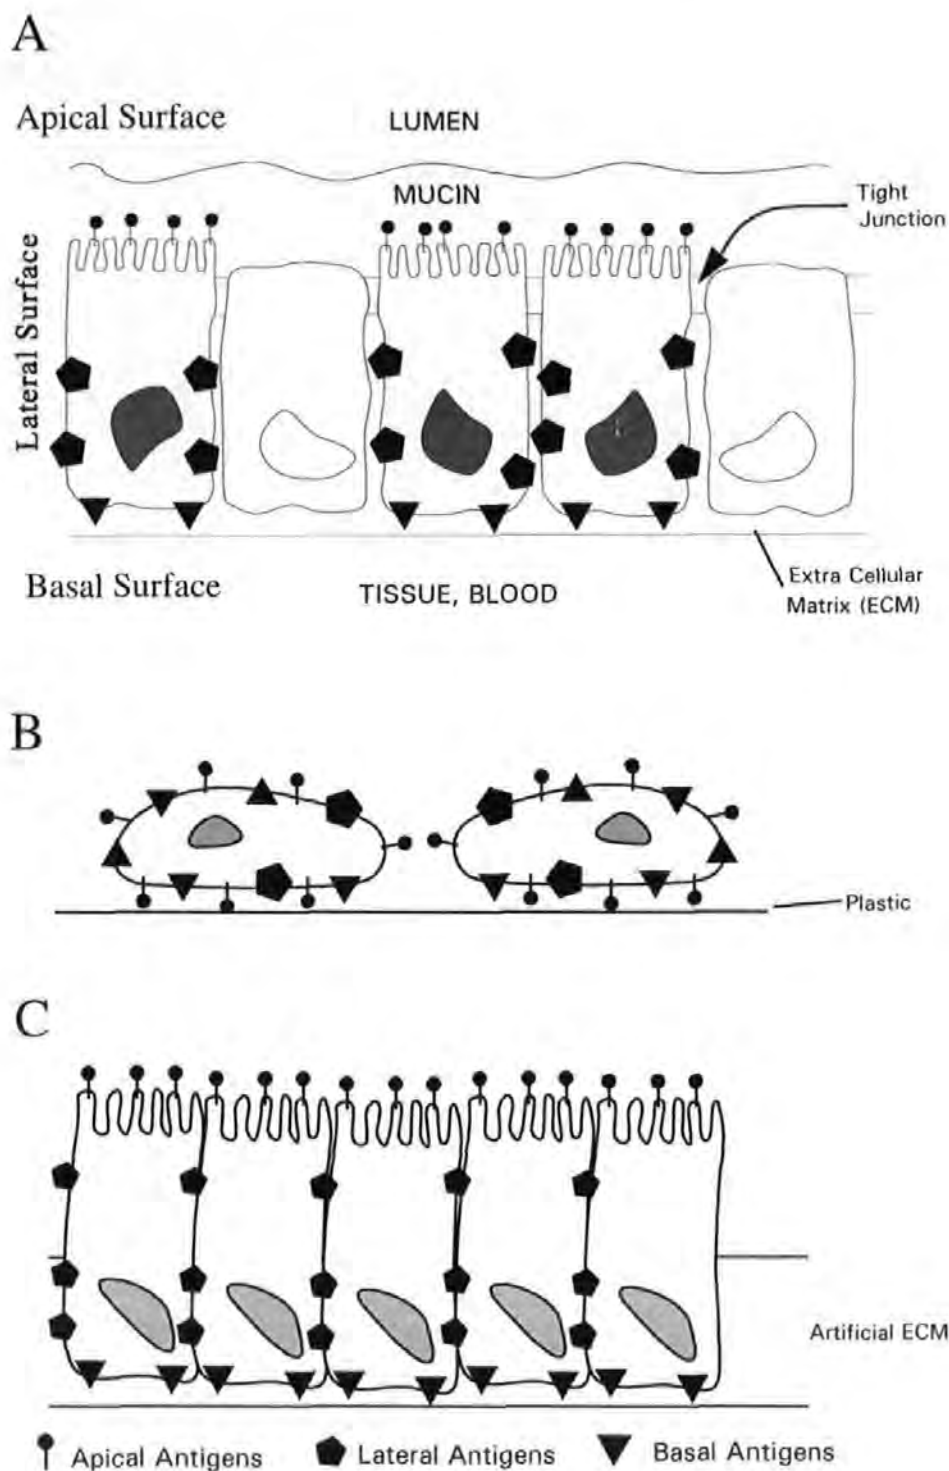 A
Apical Surface
LUMEN
MUCIN
Tight
Junction
Lateral Surface
Extra Cellular
Matrix (ECM)
Basal Surface
TISSUE, BLOOD
B
Plastic
C
Artificial ECM
Apical Antigens
Lateral Antigens
Basal Antigens